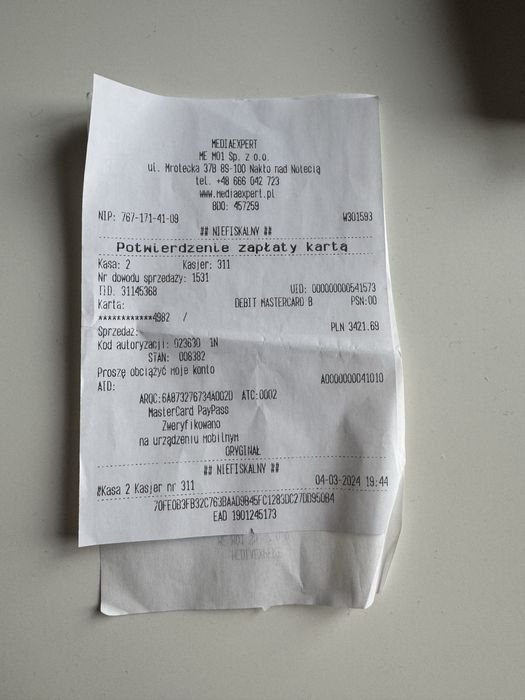 MEDIAEXPERT
ME M01 Sp. z o.o.
ul. Mrotecka 37B 89-100 Nakło nad Notecią
tel. +48 666 042 723
www.mediaexpert.pl
BDO: 457259
NIP: 767-171-41-09 W301593
## NIEFISKALNY ##
Potwierdzenie zapłaty kartą
Kasa: 2 Kasjer: 311
Nr dowodu sprzedaży: 1531
TID: 31145368 UID: 000000000541573
Karta: DEBIT MASTERCARD B PSN:00
************4982 /
Sprzedaż: PLN 3421.69
Kod autoryzacji: 023630 1N
STAN: 006382
Proszę obciążyć moje konto
AID: A0000000041010
ARQC:6A873276734A002D ATC:0002
MasterCard PayPass
Zweryfikowano
na urządzeniu mobilnym
ORYGINAŁ
## NIEFISKALNY ##
#Kasa 2 Kasjer nr 311 04-03-2024 19:44
EAD 1901245173